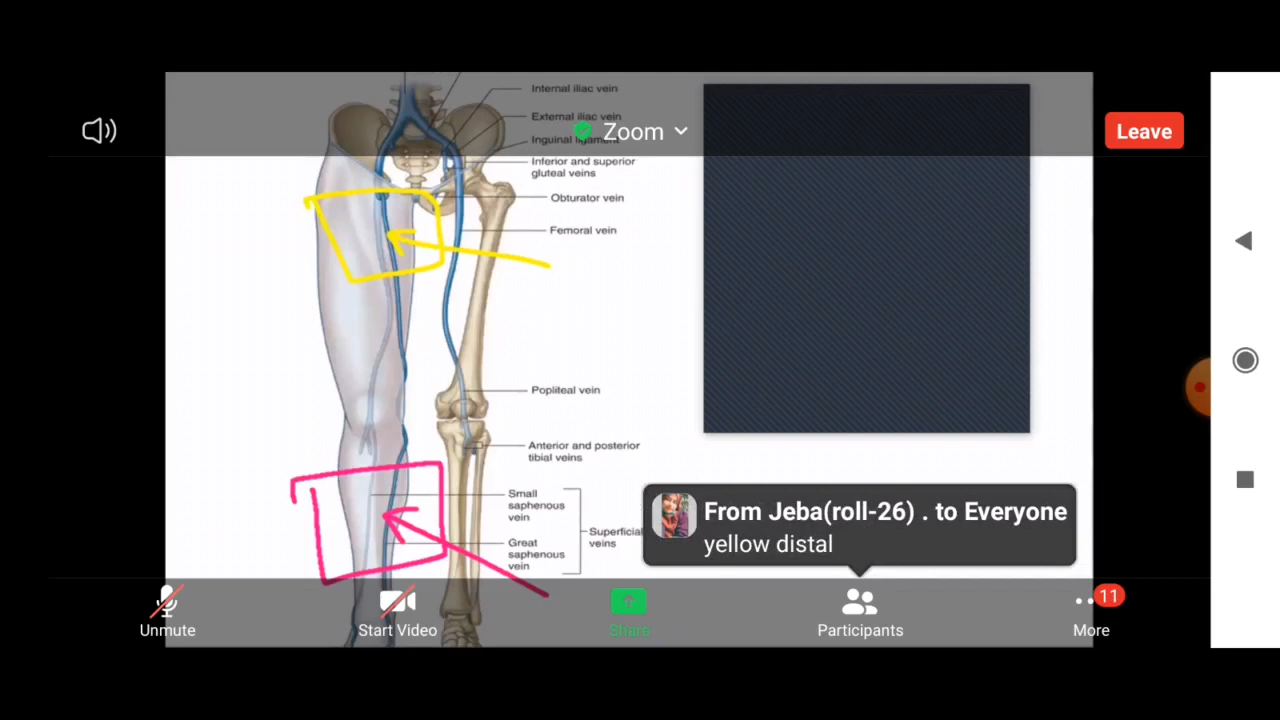 Internal iliac vein
External iliac vein
Zoom
Leave
Inguinal ligament
Inferior and superior
gluteal veins
Obturator vein
Femoral vein
Popliteal vein
Anterior and posterior
tibial veins
Small
saphenous
vein
Great
saphenous
vein
Superficial
veins
From Jeba(roll-26) . to Everyone
yellow distal
Unmute
Start Video
Share
Participants
More
11